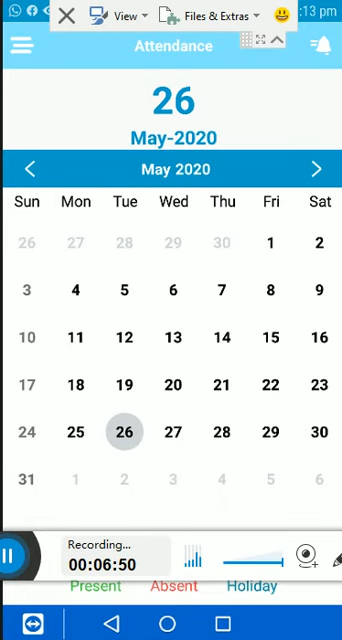 View Files & Extras :13 pm
Attendance
26
May-2020
May 2020
Sun Mon Tue Wed Thu Fri Sat
26 27 28 29 30 1 2
3 4 5 6 7 8 9
10 11 12 13 14 15 16
17 18 19 20 21 22 23
24 25 26 27 28 29 30
31 1 2 3 4 5 6
Recording...
00:06:50
Present Absent Holiday